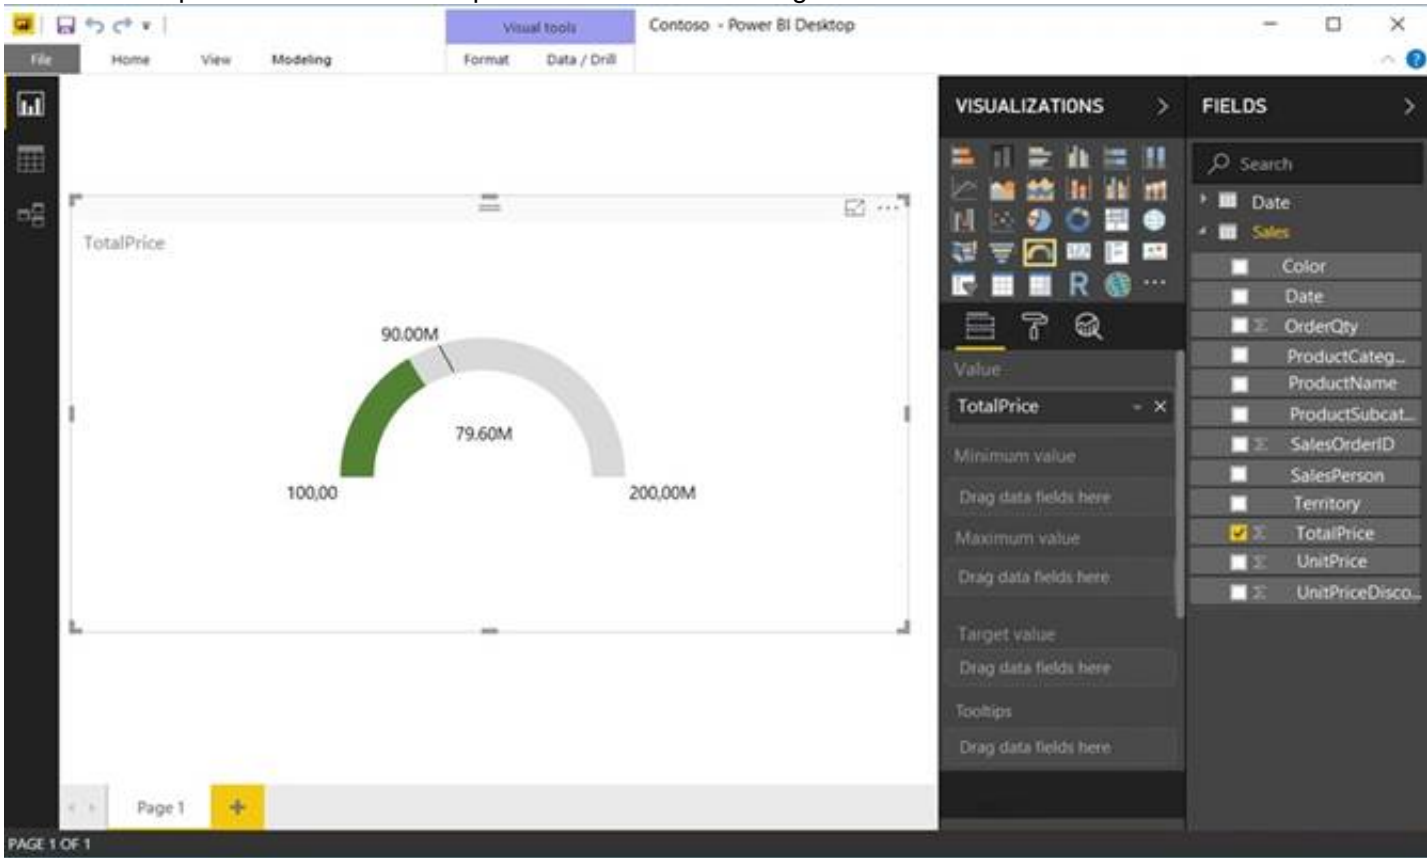 Visual tools
Contoso - Power BI Desktop
File Home View Modeling Format Data / Drill
VISUALIZATIONS
FIELDS
Search
Date
Sales
Color
Date
OrderQty
ProductCateg...
ProductName
ProductSubcat...
SalesOrderID
SalesPerson
Territory
TotalPrice
UnitPrice
UnitPriceDisco...
R
Value
TotalPrice
Minimum value
Drag data fields here
Maximum value
Drag data fields here
Target value
Drag data fields here
Tooltips
Drag data fields here
TotalPrice
90.00M
79.60M
100,00
200,00M
Page 1
PAGE 1 OF 1